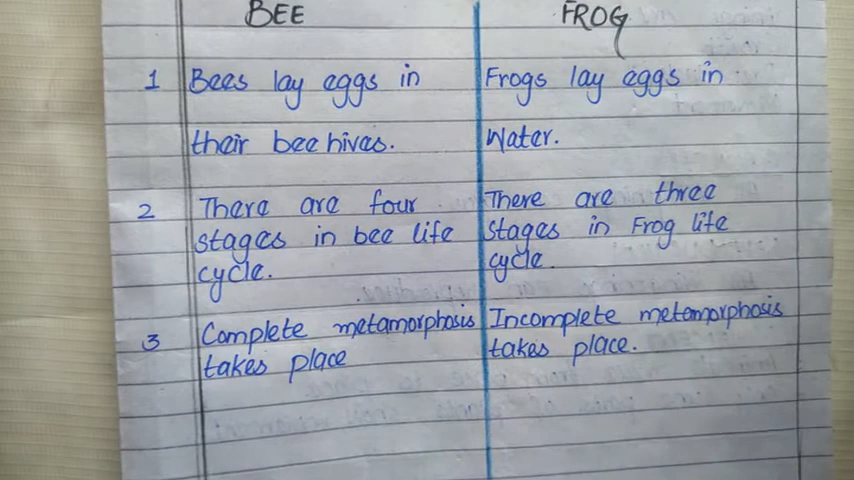 BEE FROG
1 Bees lay eggs in Frogs lay eggs in
their beehives. Water.
2 There are four There are three
stages in bee life stages in Frog life
cycle. cycle.
3 Complete metamorphosis Incomplete metamorphosis
takes place takes place.